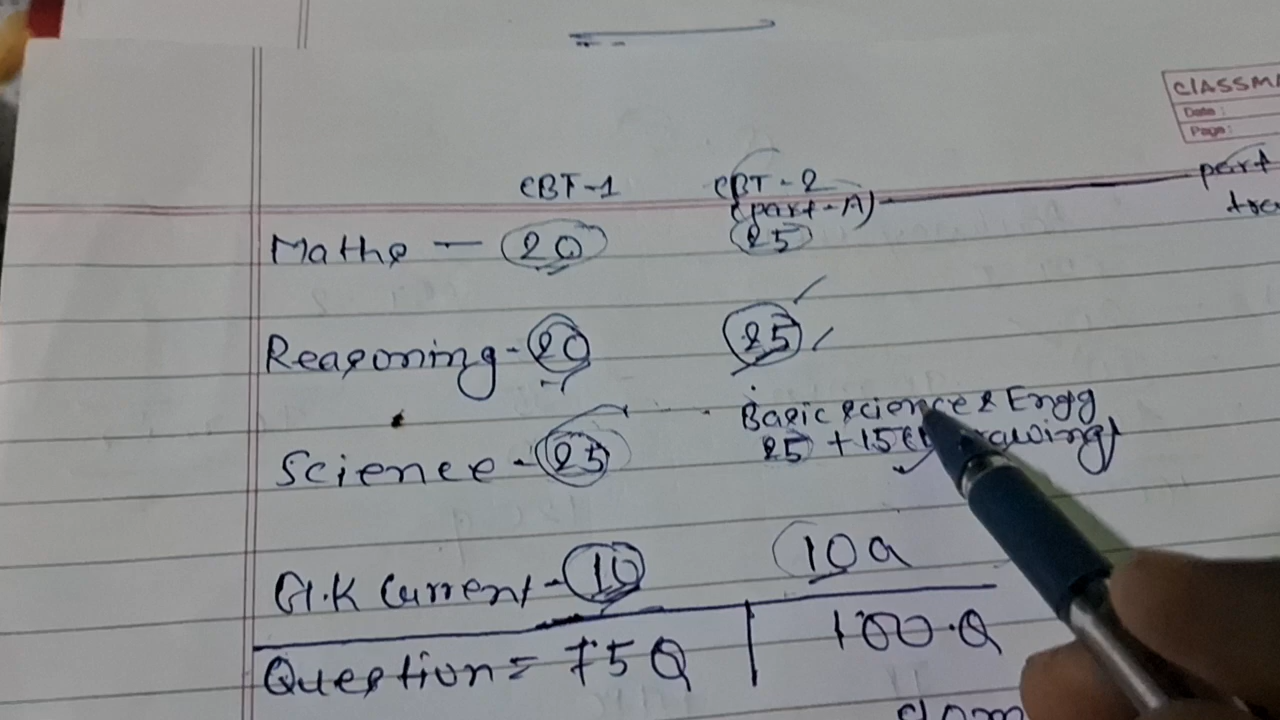 CLASSMA
Date :
Page :
CBT-1 CBT-2 part
(part-A)
Maths - 20 25
Reasoning - 20 25
Basic science & Engg
Science - 25 25 + 15 rawing)
G.K Current - 10 10Q
Question = 75Q 100.Q